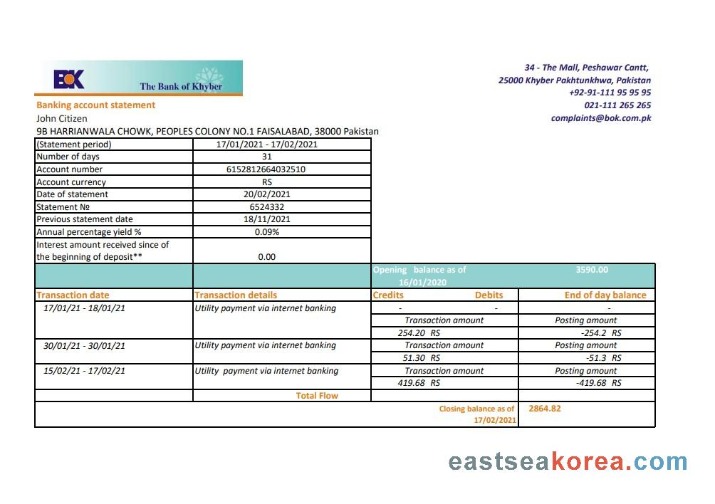 BOK
The Bank of Khyber
34 - The Mall, Peshawar Cantt,
25000 Khyber Pakhtunkhwa, Pakistan
+92-91-111 95 95 95
021-111 265 265
complaints@bok.com.pk
Banking account statement
John Citizen
9B HARRIANWALA CHOWK, PEOPLES COLONY NO.1 FAISALABAD, 38000 Pakistan
(Statement period) 17/01/2021 - 17/02/2021
Number of days 31
Account number 6152812664032510
Account currency RS
Date of statement 20/02/2021
Statement № 6524332
Previous statement date 18/11/2021
Annual percentage yield % 0.09%
Interest amount received since of
the beginning of deposit** 0.00
Opening balance as of 3590.00
16/01/2020
Transaction date Transaction details Credits Debits End of day balance
17/01/21 - 18/01/21 Utility payment via internet banking - - -
Transaction amount Posting amount
254.20 RS -254.2 RS
30/01/21 - 30/01/21 Utility payment via internet banking Transaction amount Posting amount
51.30 RS -51.3 RS
15/02/21 - 17/02/21 Utility payment via internet banking Transaction amount Posting amount
419.68 RS -419.68 RS
Total Flow
Closing balance as of 2864.82
17/02/2021
eastseakorea.com